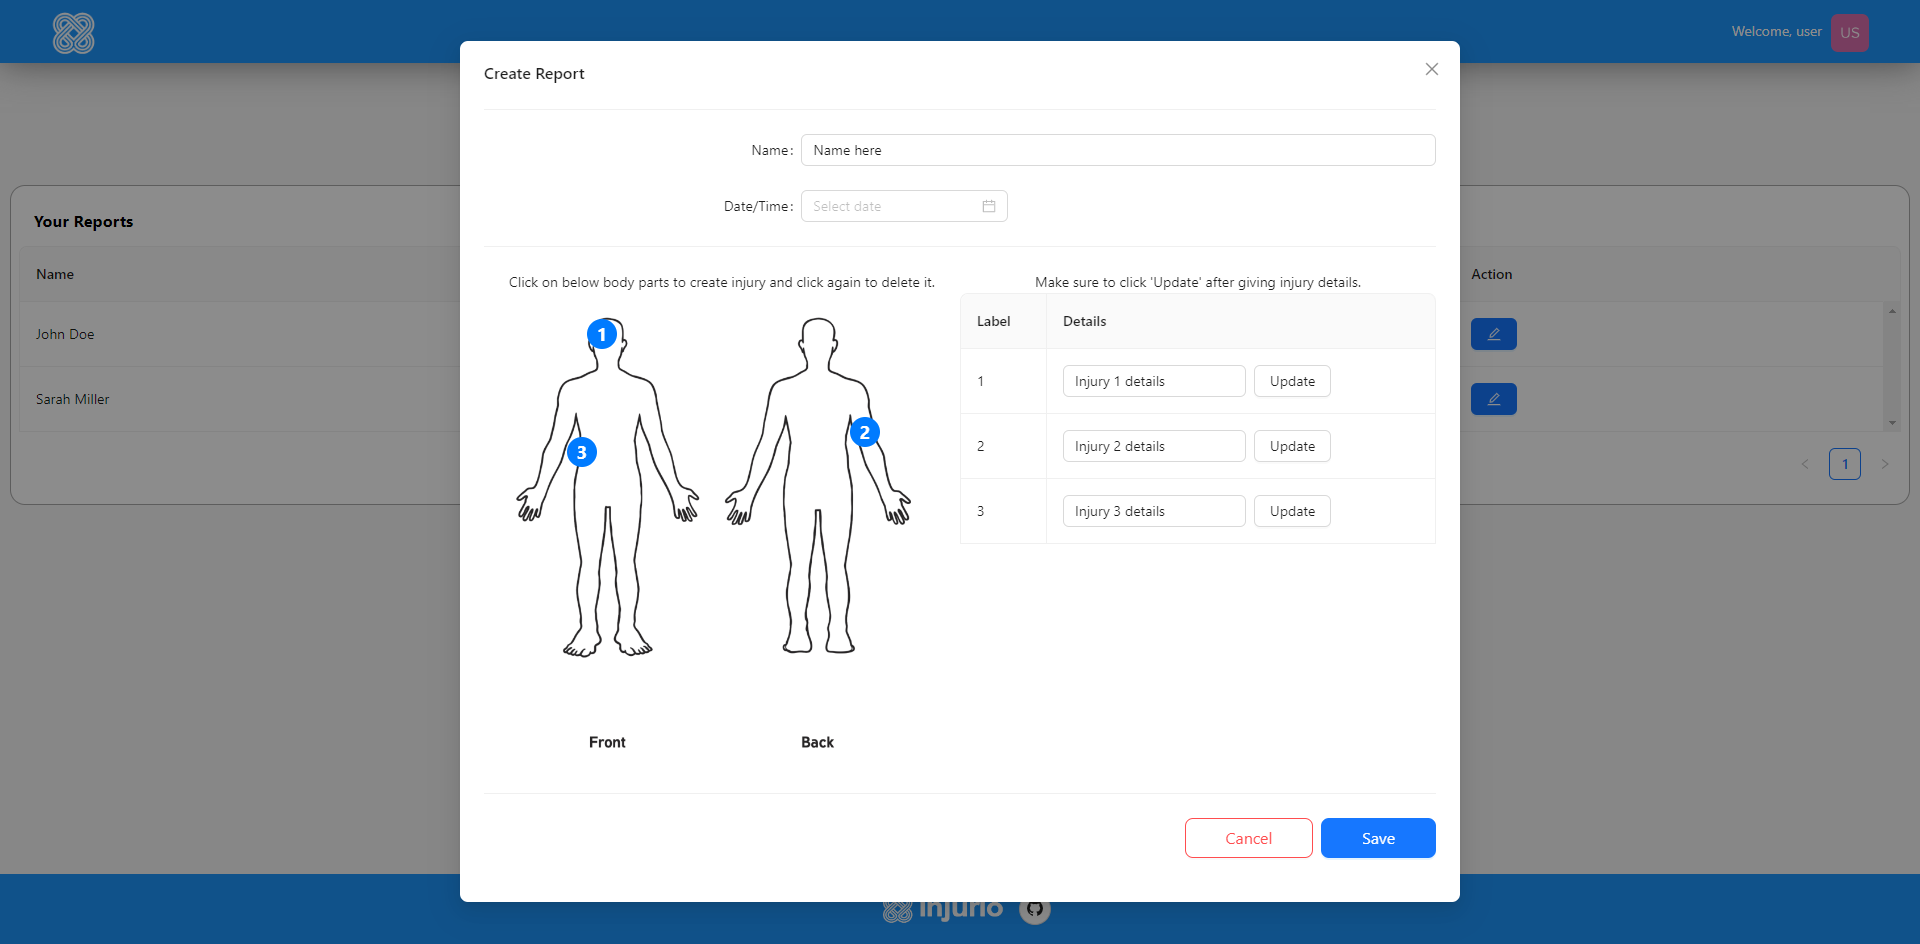 Welcome, user
US
Create Report
Name:
Name here
Date/Time:
Select date
Your Reports
Name
Action
John Doe
Sarah Miller
1
Click on below body parts to create injury and click again to delete it.
1
2
3
Front
Back
Make sure to click 'Update' after giving injury details.
Label
Details
1
Injury 1 details
Update
2
Injury 2 details
Update
3
Injury 3 details
Update
Cancel
Save
Injurio